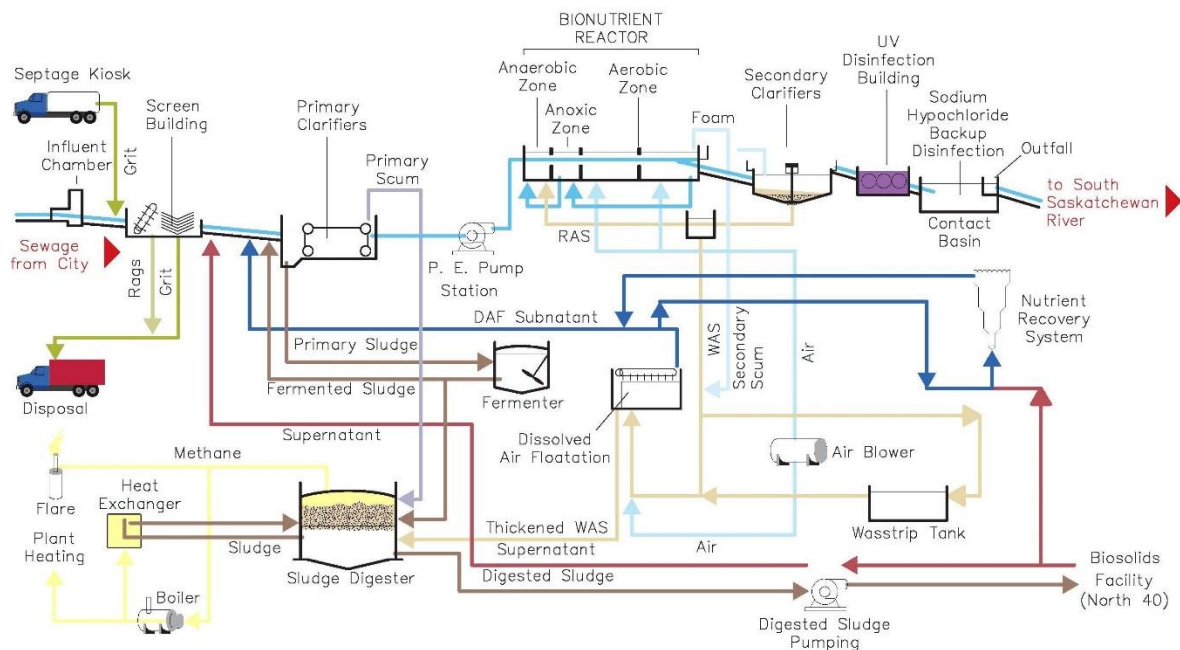 BIONUTRIENT
REACTOR
Septage Kiosk
Screen
Building
Influent
Chamber
Grit
Primary
Clarifiers
Primary
Scum
Anaerobic
Zone
Anoxic
Zone
Aerobic
Zone
Foam
Secondary
Clarifiers
UV
Disinfection
Building
Sodium
Hypochloride
Backup
Disinfection
Outfall
to South
Saskatchewan
River
Contact
Basin
Sewage
from City
Rags
Grit
P. E. Pump
Station
RAS
DAF Subnatant
Primary Sludge
Fermented Sludge
Fermenter
WAS
Secondary
Scum
Air
Nutrient
Recovery
System
Disposal
Supernatant
Dissolved
Air Floatation
Air Blower
Methane
Flare
Heat
Exchanger
Plant
Heating
Sludge
Boiler
Sludge Digester
Thickened WAS
Supernatant
Digested Sludge
Air
Wasstrip Tank
Digested Sludge
Pumping
Biosolids
Facility
(North 40)